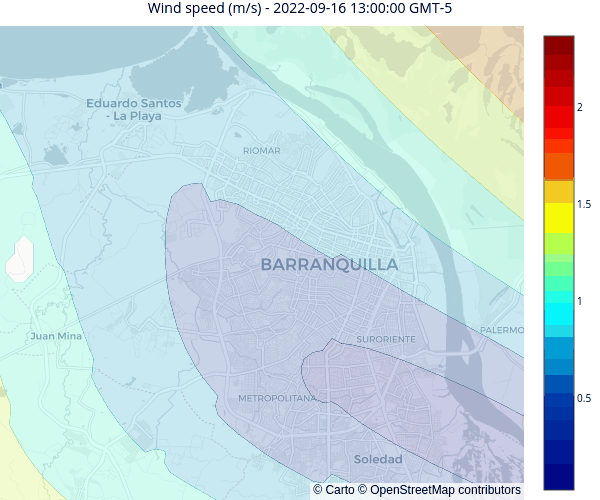 Wind speed (m/s) - 2022-09-16 13:00:00 GMT-5
Eduardo Santos
- La Playa
RIOMAR
BARRANQUILLA
Juan Mina
SURORIENTE
PALERMO
METROPOLITANA
Soledad
2
1.5
1
0.5
© Carto © OpenStreetMap contributors